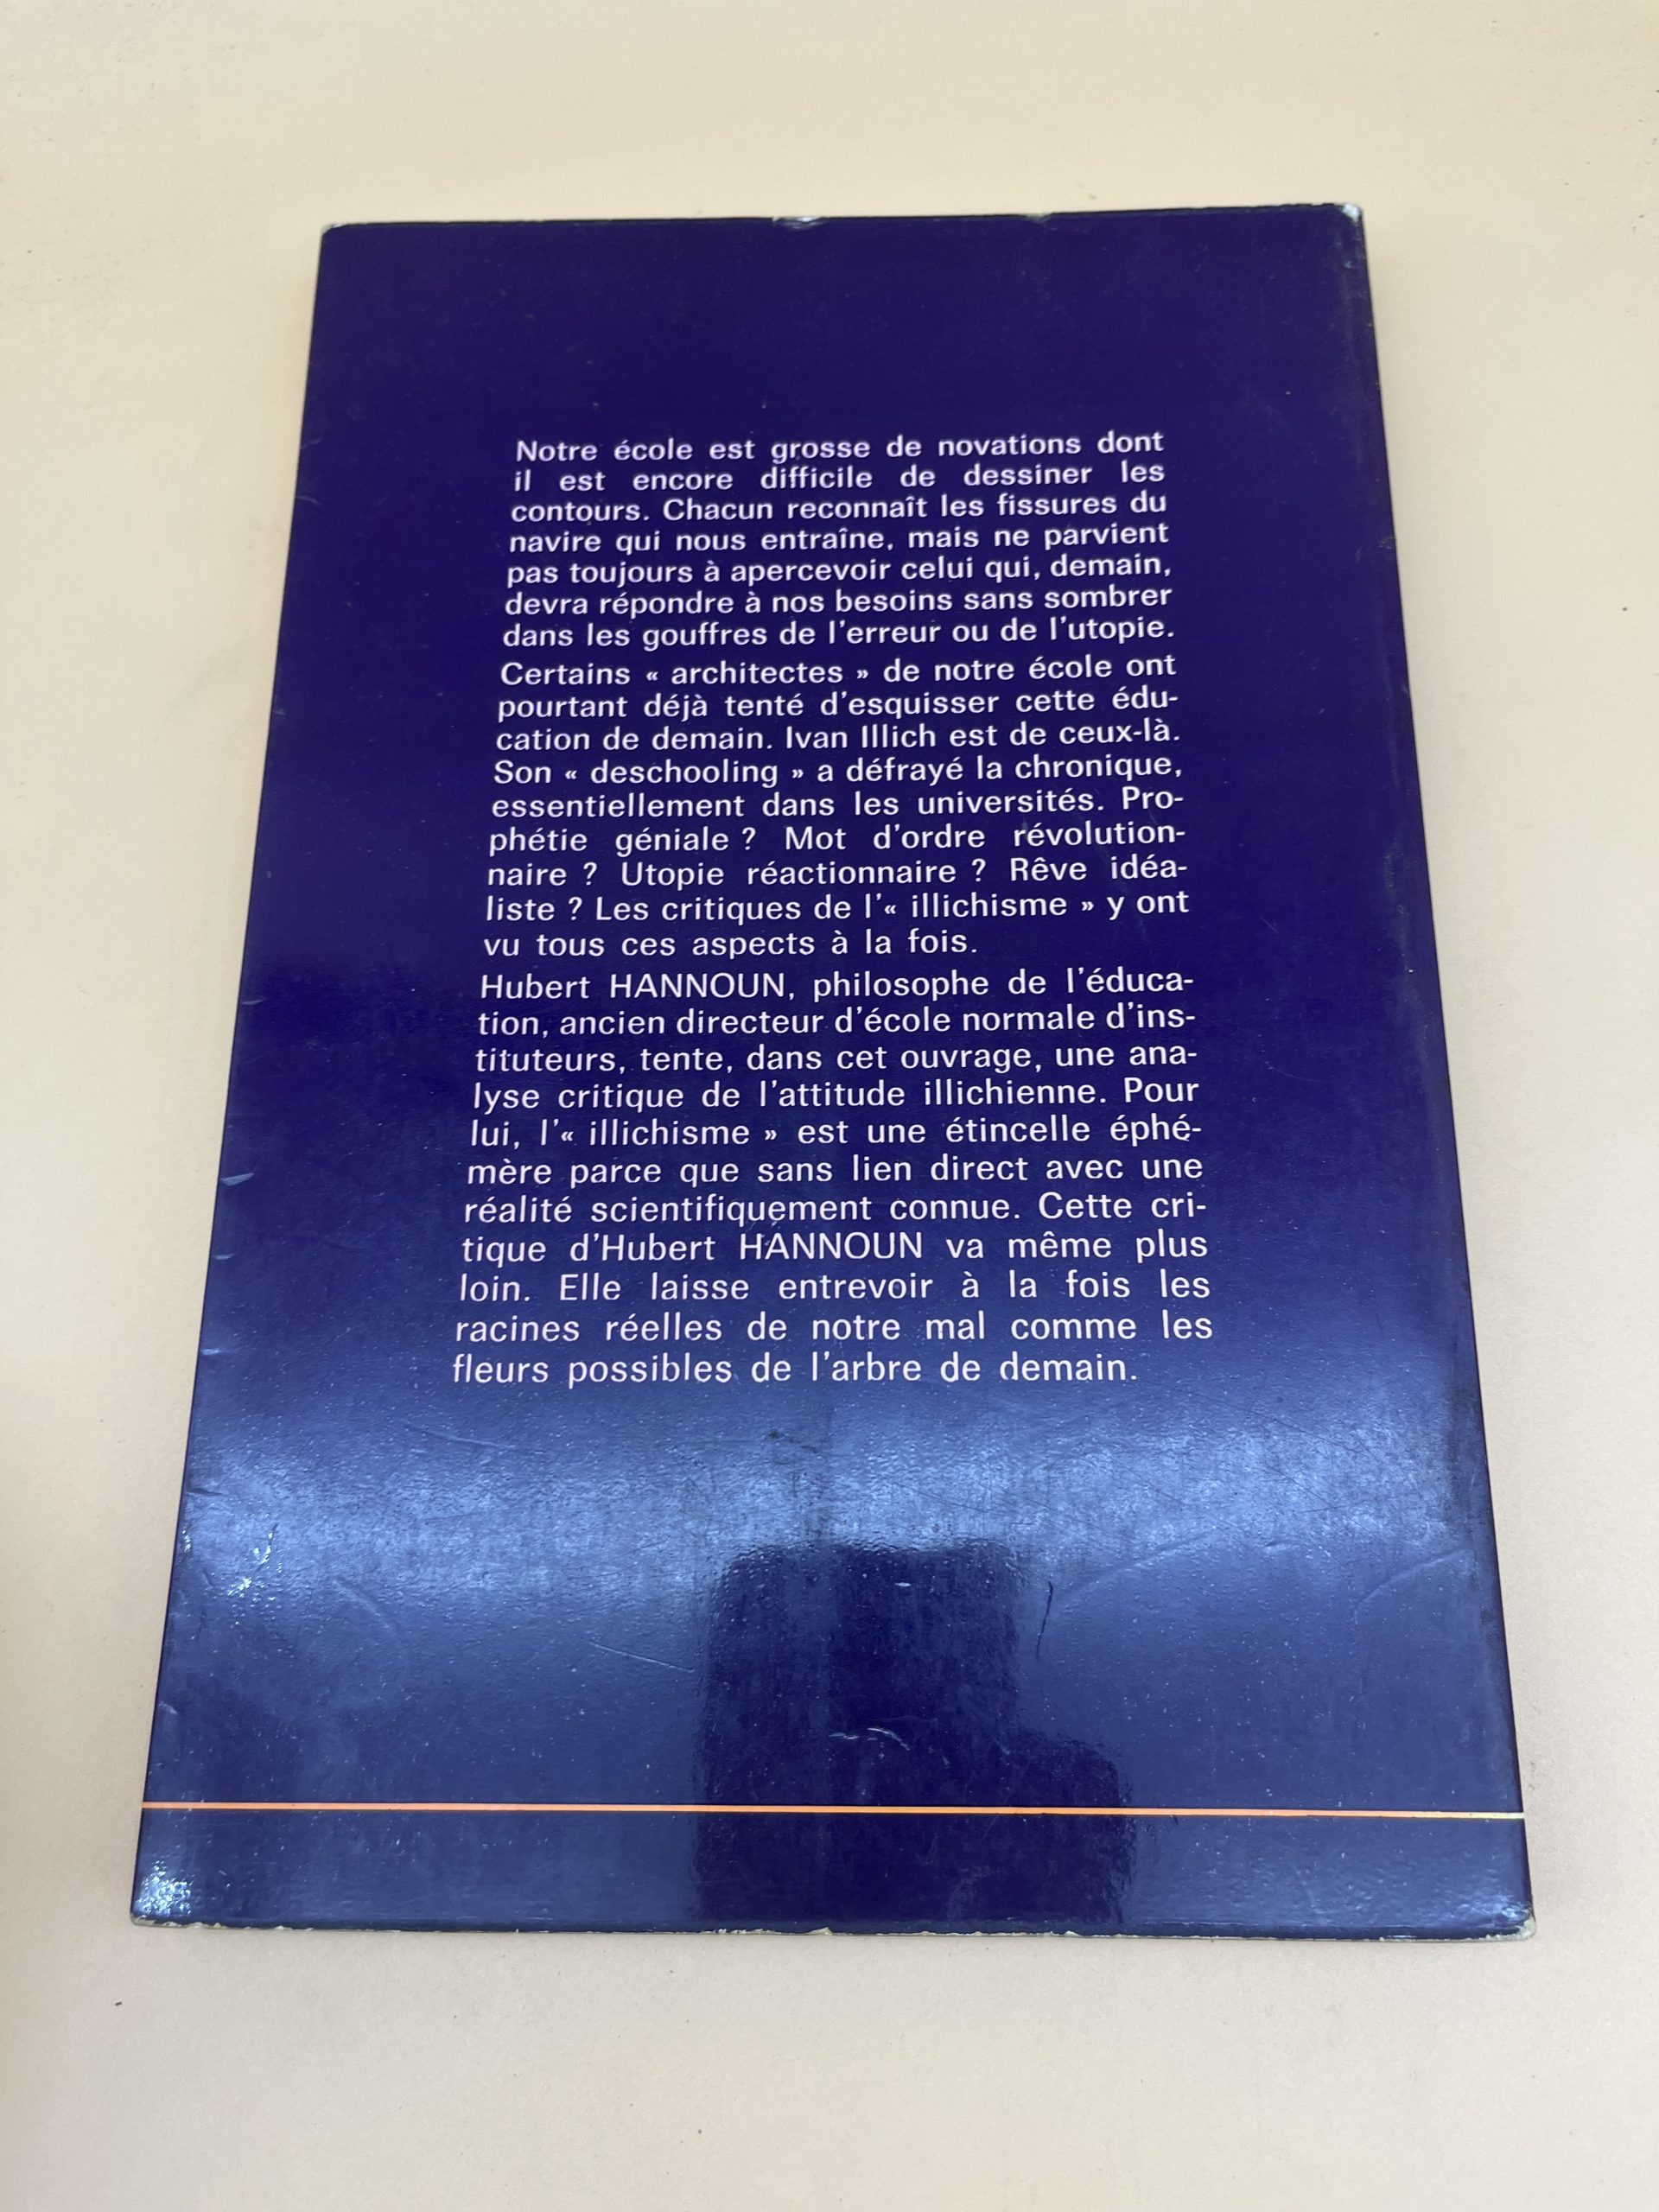 Notre école est grosse de novations dont
il est encore difficile de dessiner les
contours. Chacun reconnaît les fissures du
navire qui nous entraîne, mais ne parvient
pas toujours à apercevoir celui qui, demain,
devra répondre à nos besoins sans sombrer
dans les gouffres de l'erreur ou de l'utopie.
Certains « architectes » de notre école ont
pourtant déjà tenté d'esquisser cette édu-
cation de demain. Ivan Illich est de ceux-là.
Son « deschooling » a défrayé la chronique,
essentiellement dans les universités. Pro-
phétie géniale ? Mot d'ordre révolution-
naire ? Utopie réactionnaire ? Rêve idéa-
liste ? Les critiques de l'« illichisme » y ont
vu tous ces aspects à la fois.
Hubert HANNOUN, philosophe de l'éduca-
tion, ancien directeur d'école normale d'ins-
tituteurs, tente, dans cet ouvrage, une ana-
lyse critique de l'attitude illichienne. Pour
lui, l'« illichisme » est une étincelle éphé-
mère parce que sans lien direct avec une
réalité scientifiquement connue. Cette cri-
tique d'Hubert HANNOUN va même plus
loin. Elle laisse entrevoir à la fois les
racines réelles de notre mal comme les
fleurs possibles de l'arbre de demain.